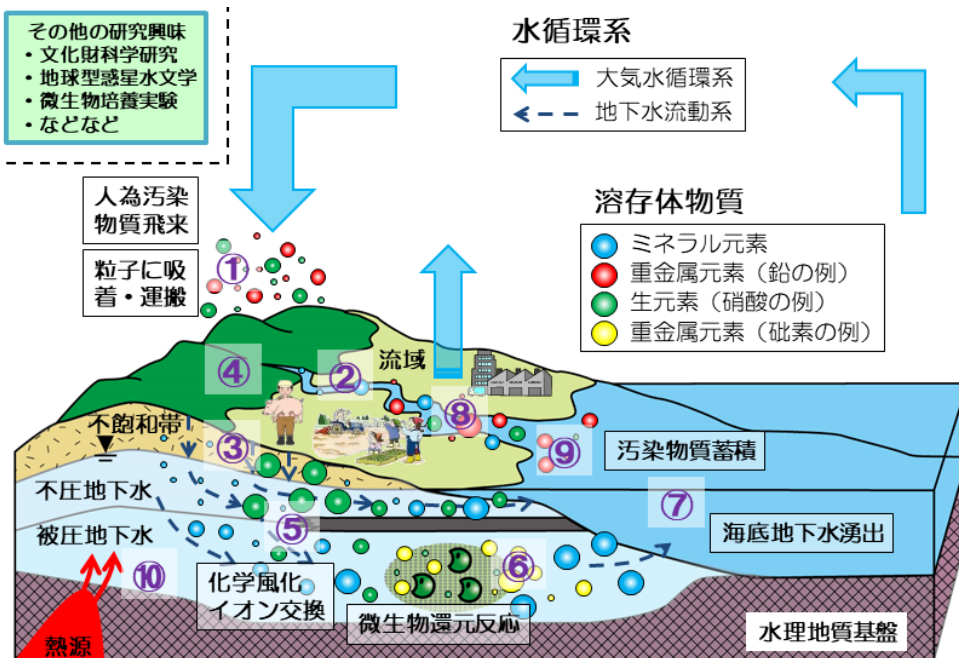 その他の研究興味
・文化財科学研究
・地球型惑星水文学
・微生物培養実験
・などなど
水循環系
大気水循環系
地下水流動系
人為汚染
物質飛来
粒子に吸
着・運搬
①
溶存体物質
ミネラル元素
重金属元素（鉛の例）
生元素（硝酸の例）
重金属元素（砒素の例）
流域
④
②
⑧
不飽和帯
③
⑨
汚染物質蓄積
不圧地下水
⑦
被圧地下水
⑤
海底地下水湧出
⑩
化学風化
イオン交換
⑥
微生物還元反応
熱源
水理地質基盤